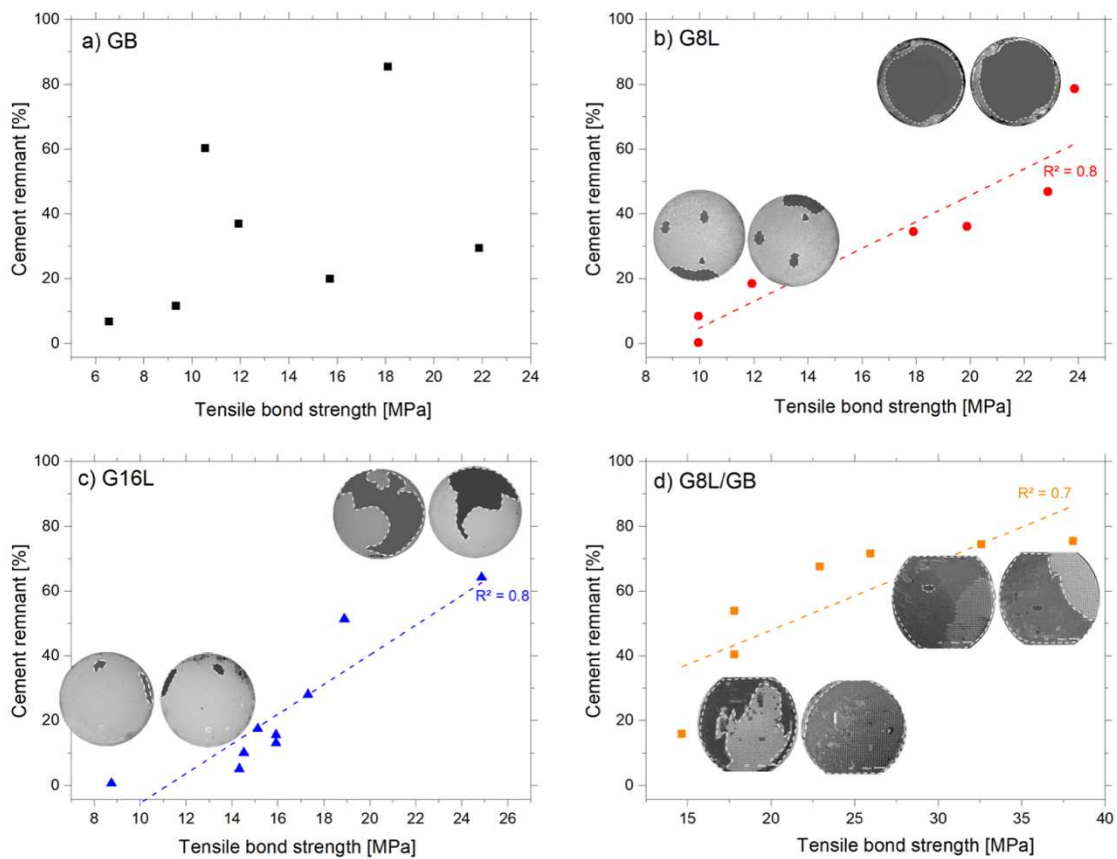 a) GB
Cement remnant [%]
100
80
60
40
20
0
6 8 10 12 14 16 18 20 22 24
Tensile bond strength [MPa]
b) G8L
Cement remnant [%]
100
80
60
40
20
0
R² = 0.8
8 10 12 14 16 18 20 22 24 26
Tensile bond strength [MPa]
c) G16L
Cement remnant [%]
100
80
60
40
20
0
R² = 0.8
8 10 12 14 16 18 20 22 24 26
Tensile bond strength [MPa]
d) G8L/GB
Cement remnant [%]
100
80
60
40
20
0
R² = 0.7
15 20 25 30 35 40
Tensile bond strength [MPa]